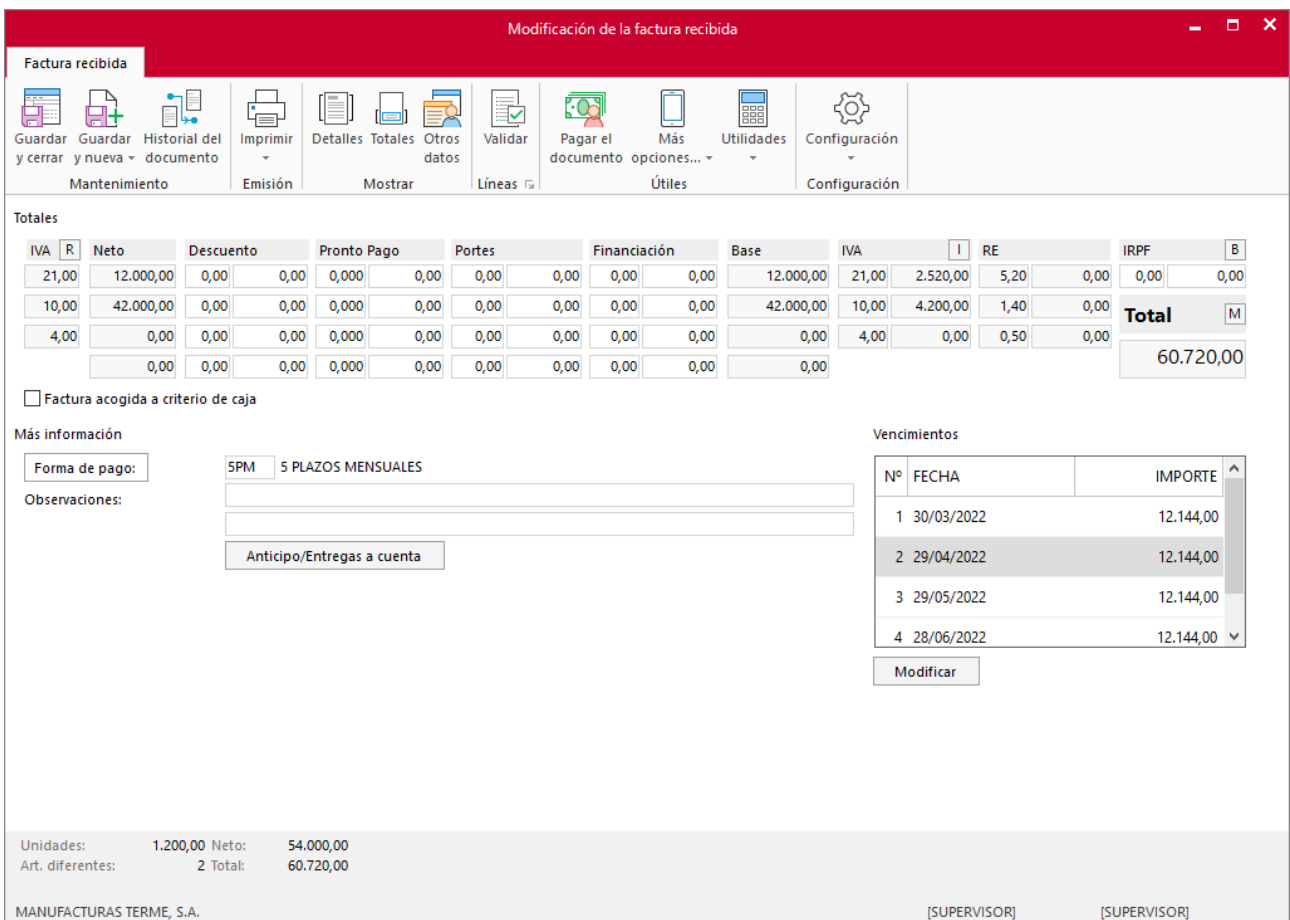 Modificación de la factura recibida
Factura recibida
Guardar y cerrar
Guardar y nueva
Historial del documento
Imprimir
Detalles
Totales
Otros datos
Validar
Pagar el documento
Más opciones...
Utilidades
Configuración
Mantenimiento
Emisión
Mostrar
Líneas
Útiles
Configuración
Totales
IVA R Neto Descuento Pronto Pago Portes Financiación Base IVA I RE IRPF B
21,00 12.000,00 0,00 0,00 0,000 0,00 0,00 0,00 0,00 0,00 12.000,00 21,00 2.520,00 5,20 0,00 0,00 0,00
10,00 42.000,00 0,00 0,00 0,000 0,00 0,00 0,00 0,00 0,00 42.000,00 10,00 4.200,00 1,40 0,00 Total M
4,00 0,00 0,00 0,00 0,000 0,00 0,00 0,00 0,00 0,00 0,00 4,00 0,00 0,50 0,00
0,00 0,00 0,00 0,000 0,00 0,00 0,00 0,00 0,00 0,00 60.720,00
Factura acogida a criterio de caja
Más información
Forma de pago: 5PM 5 PLAZOS MENSUALES
Observaciones:
Anticipo/Entregas a cuenta
Vencimientos
Nº FECHA IMPORTE
1 30/03/2022 12.144,00
2 29/04/2022 12.144,00
3 29/05/2022 12.144,00
4 28/06/2022 12.144,00
Modificar
Unidades: 1.200,00 Neto: 54.000,00
Art. diferentes: 2 Total: 60.720,00
MANUFACTURAS TERME, S.A. [SUPERVISOR] [SUPERVISOR]